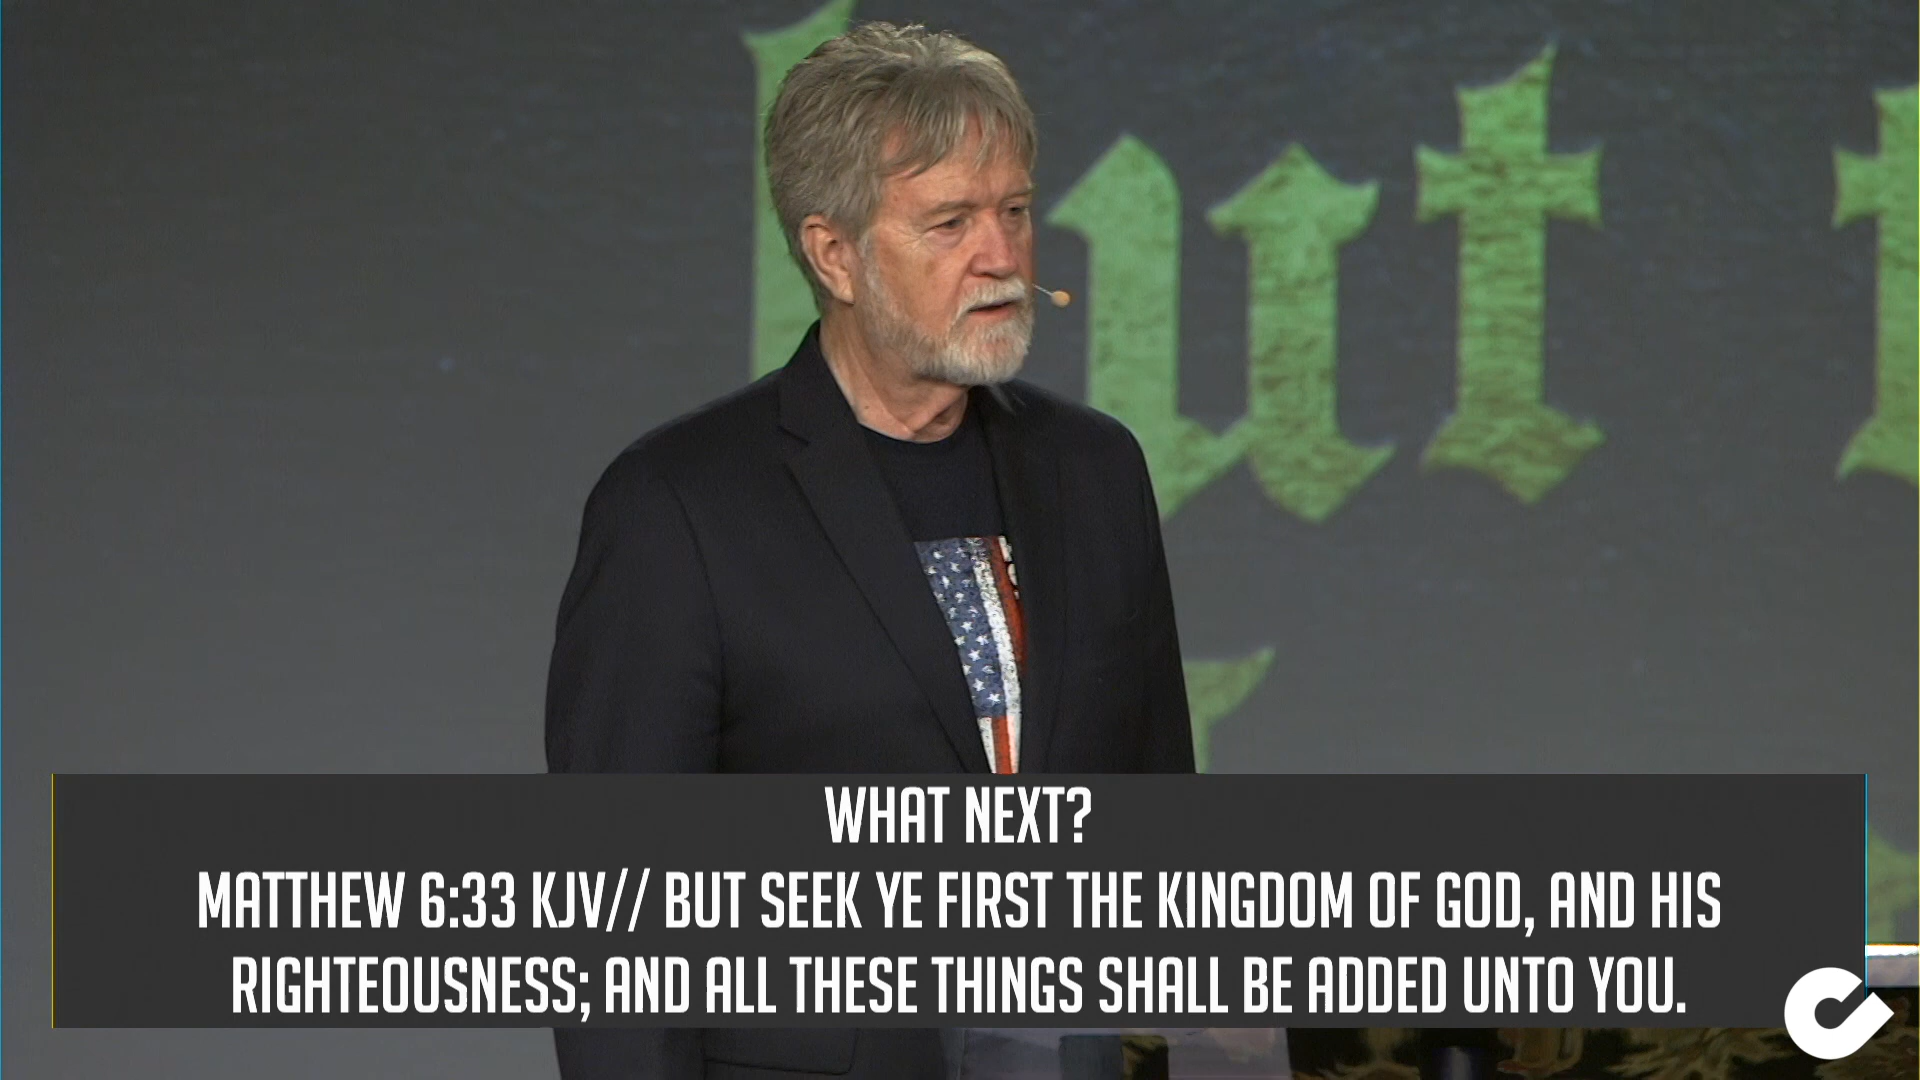 but t
WHAT NEXT?
MATTHEW 6:33 KJV// BUT SEEK YE FIRST THE KINGDOM OF GOD, AND HIS
RIGHTEOUSNESS; AND ALL THESE THINGS SHALL BE ADDED UNTO YOU.